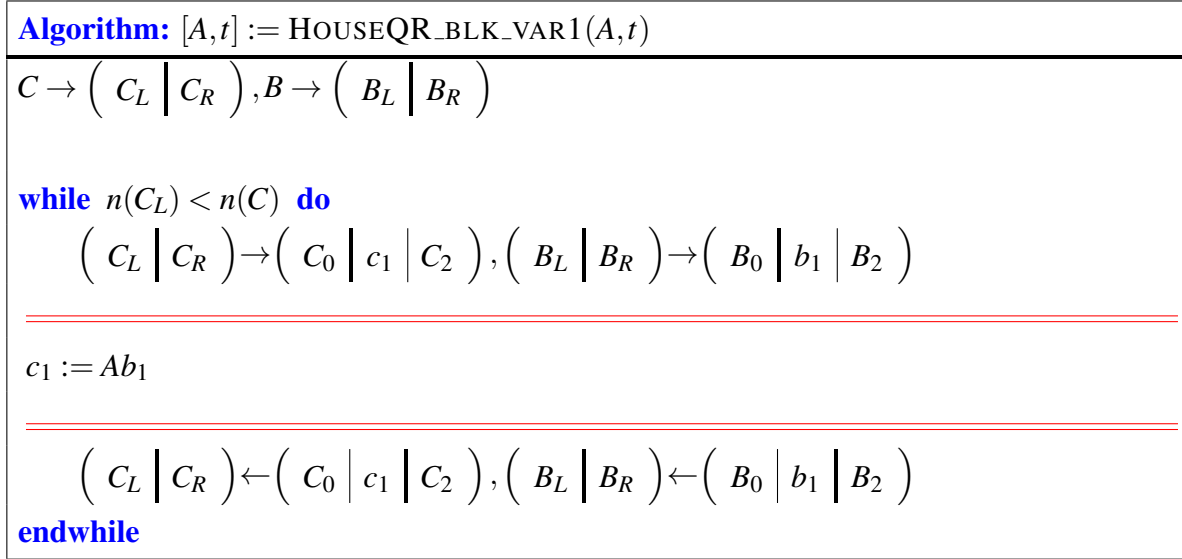 Algorithm: [A,t] := HOUSEQR_BLK_VAR1(A,t)
C → ( C_L | C_R ), B → ( B_L | B_R )
while n(C_L) < n(C) do
( C_L | C_R ) → ( C_0 | c_1 | C_2 ), ( B_L | B_R ) → ( B_0 | b_1 | B_2 )
c_1 := Ab_1
( C_L | C_R ) ← ( C_0 | c_1 | C_2 ), ( B_L | B_R ) ← ( B_0 | b_1 | B_2 )
endwhile